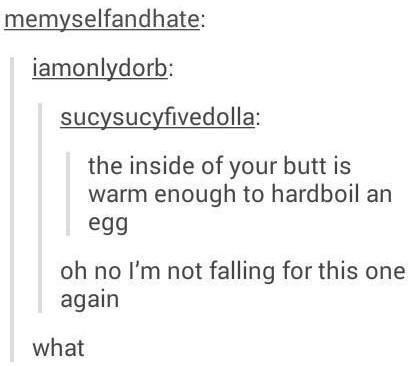 memyselfandhate:
iamonlydorb:
sucysucyfivedolla:
the inside of your butt is
warm enough to hardboil an
egg
oh no I'm not falling for this one
again
what